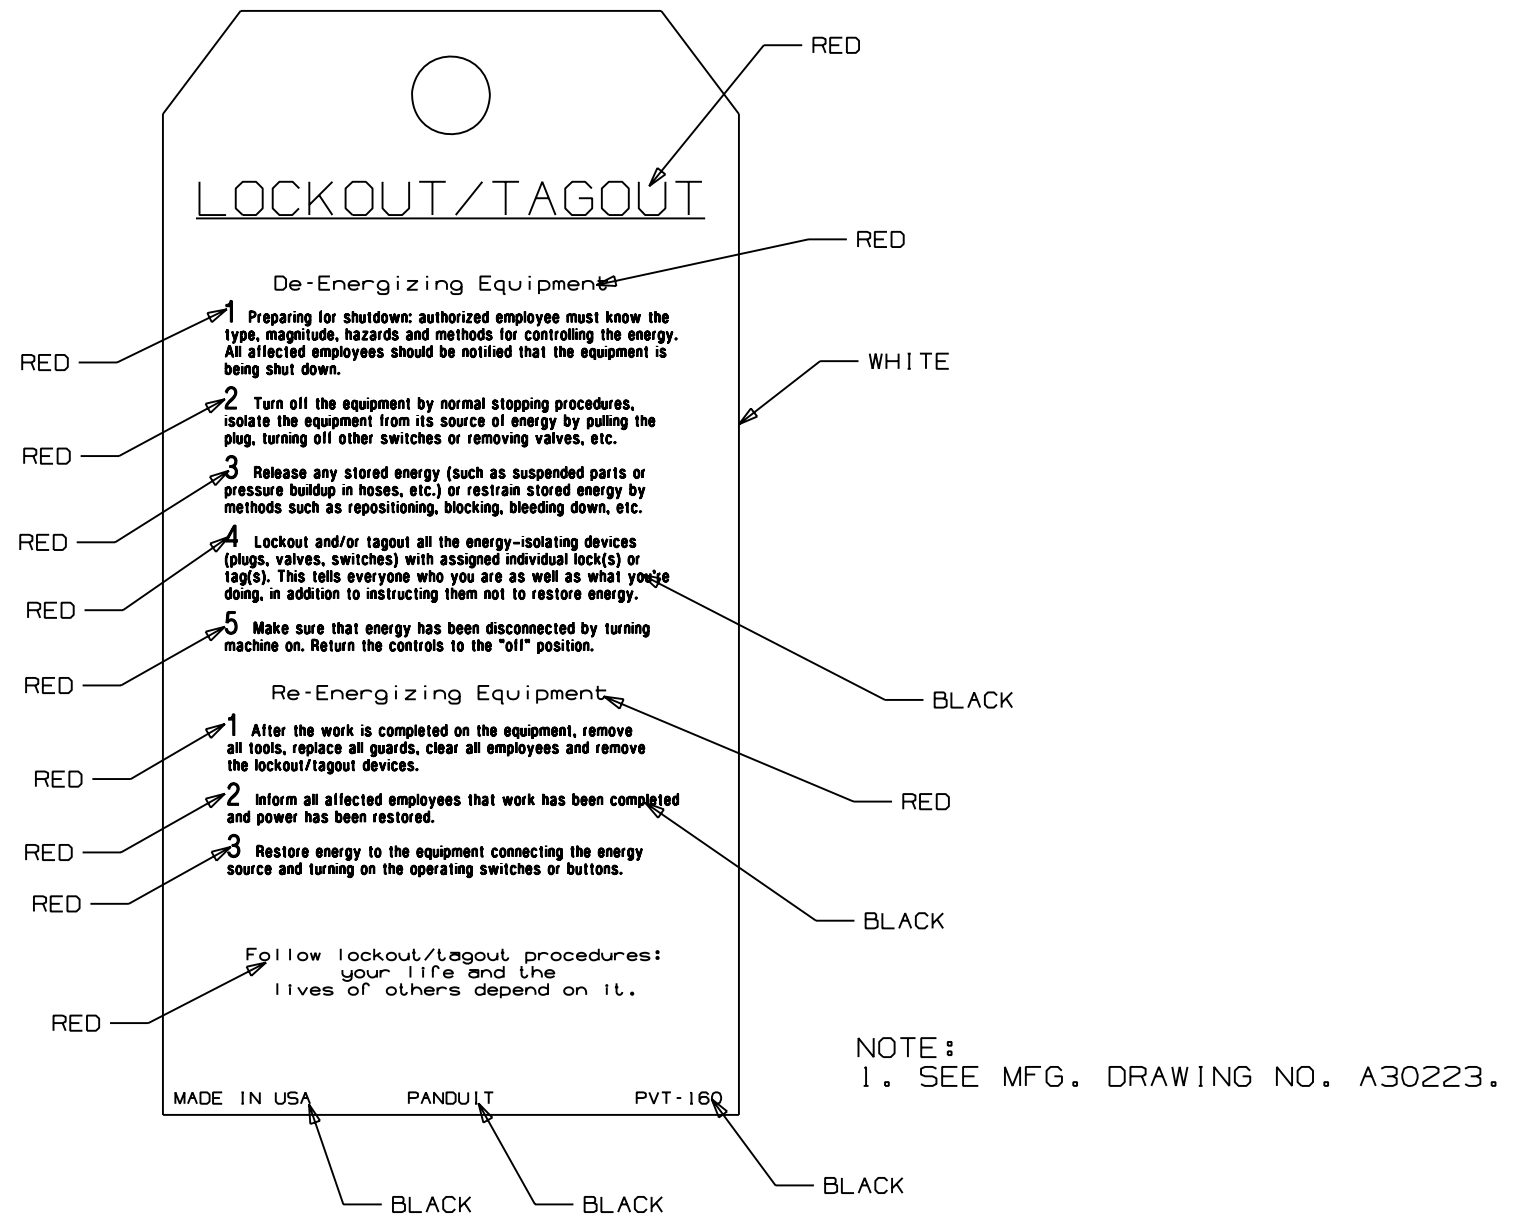 RED
LOCKOUT/TAGOUT
RED
De-Energizing Equipment
1 Preparing for shutdown: authorized employee must know the
type, magnitude, hazards and methods for controlling the energy.
All affected employees should be notified that the equipment is
being shut down.
RED
WHITE
2 Turn off the equipment by normal stopping procedures,
isolate the equipment from its source of energy by pulling the
plug, turning off other switches or removing valves, etc.
RED
3 Release any stored energy (such as suspended parts or
pressure buildup in hoses, etc.) or restrain stored energy by
methods such as repositioning, blocking, bleeding down, etc.
RED
4 Lockout and/or tagout all the energy-isolating devices
(plugs, valves, switches) with assigned individual lock(s) or
tag(s). This tells everyone who you are as well as what you're
doing, in addition to instructing them not to restore energy.
RED
5 Make sure that energy has been disconnected by turning
machine on. Return the controls to the "off" position.
RED
BLACK
Re-Energizing Equipment
1 After the work is completed on the equipment, remove
all tools, replace all guards, clear all employees and remove
the lockout/tagout devices.
RED
RED
2 Inform all affected employees that work has been completed
and power has been restored.
RED
3 Restore energy to the equipment connecting the energy
source and turning on the operating switches or buttons.
RED
BLACK
Follow lockout/tagout procedures:
your life and the
lives of others depend on it.
RED
NOTE:
1. SEE MFG. DRAWING NO. A30223.
MADE IN USA PANDUIT PVT-160
BLACK
BLACK
BLACK